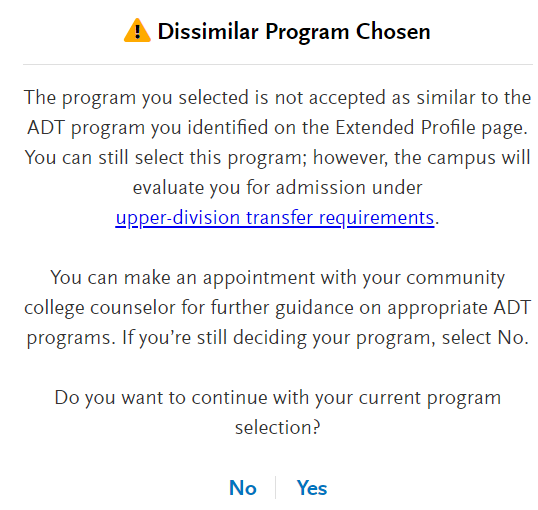 Dissimilar Program Chosen
The program you selected is not accepted as similar to the
ADT program you identified on the Extended Profile page.
You can still select this program; however, the campus will
evaluate you for admission under
upper-division transfer requirements.
You can make an appointment with your community
college counselor for further guidance on appropriate ADT
programs. If you’re still deciding your program, select No.
Do you want to continue with your current program
selection?
No Yes